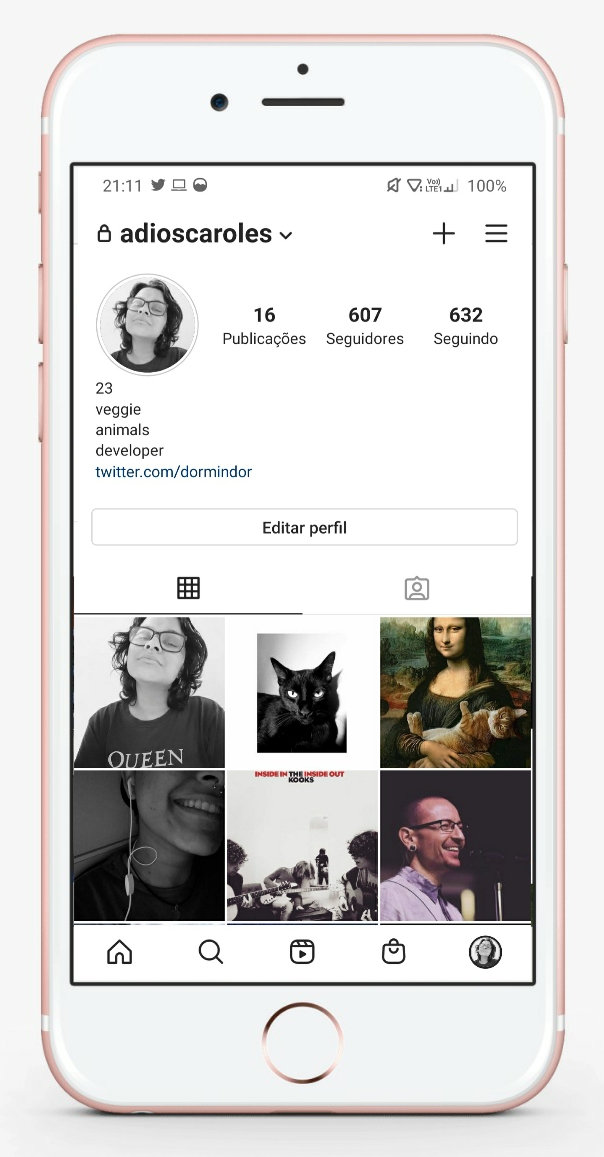 21:11 Vo)) LTE1 100%
adioscaroles
16 607 632
Publicações Seguidores Seguindo
23
veggie
animals
developer
twitter.com/dormindor
Editar perfil
QUEEN
INSIDE IN THE INSIDE OUT
KOOKS